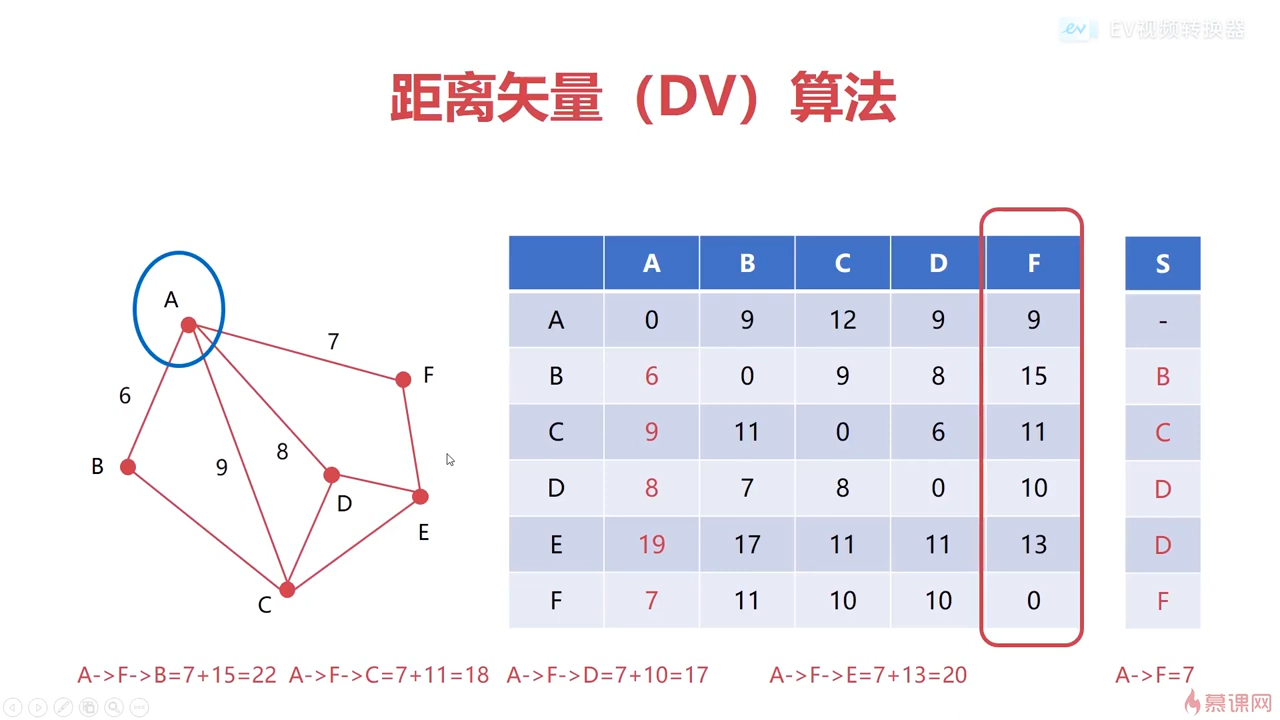 EV视频转换器
距离矢量（DV）算法
A
7
F
6
8
B
9
D
E
C
A B C D F S
A 0 9 12 9 9 -
B 6 0 9 8 15 B
C 9 11 0 6 11 C
D 8 7 8 0 10 D
E 19 17 11 11 13 D
F 7 11 10 10 0 F
A->F->B=7+15=22 A->F->C=7+11=18 A->F->D=7+10=17 A->F->E=7+13=20 A->F=7
慕课网